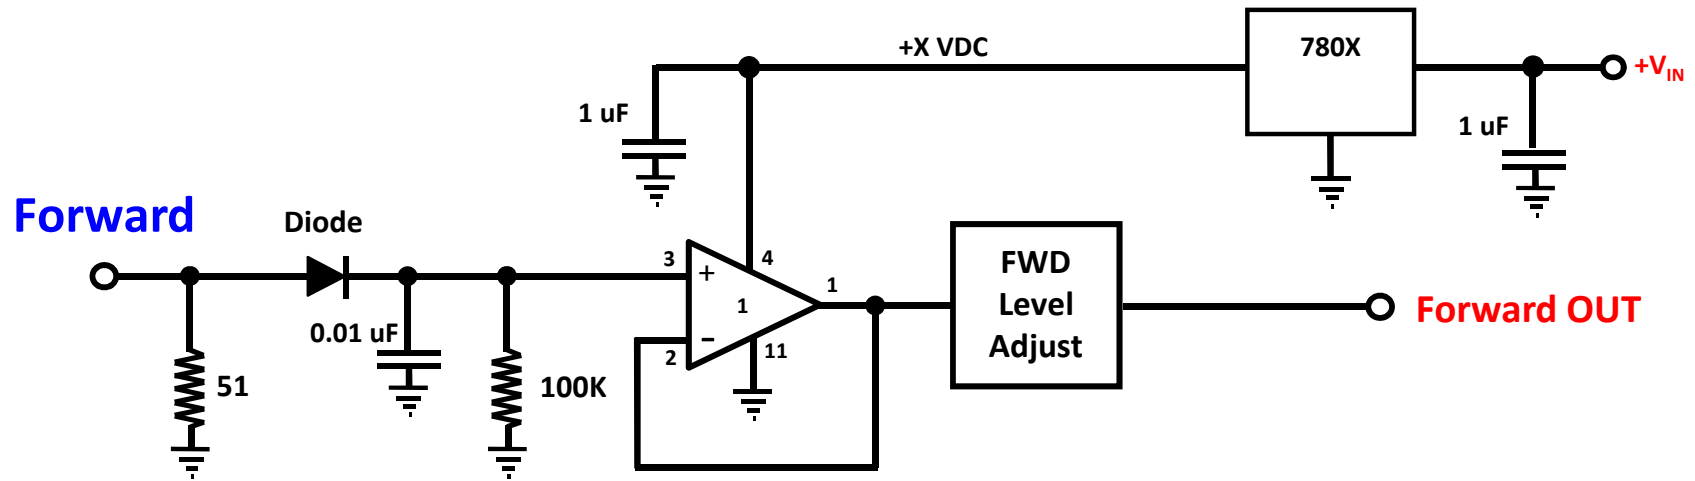 +X VDC
780X
+VIN
1 uF
1 uF
Forward
Diode
3
+
4
1
1
0.01 uF
-
2
11
51
100K
FWD
Level
Adjust
Forward OUT